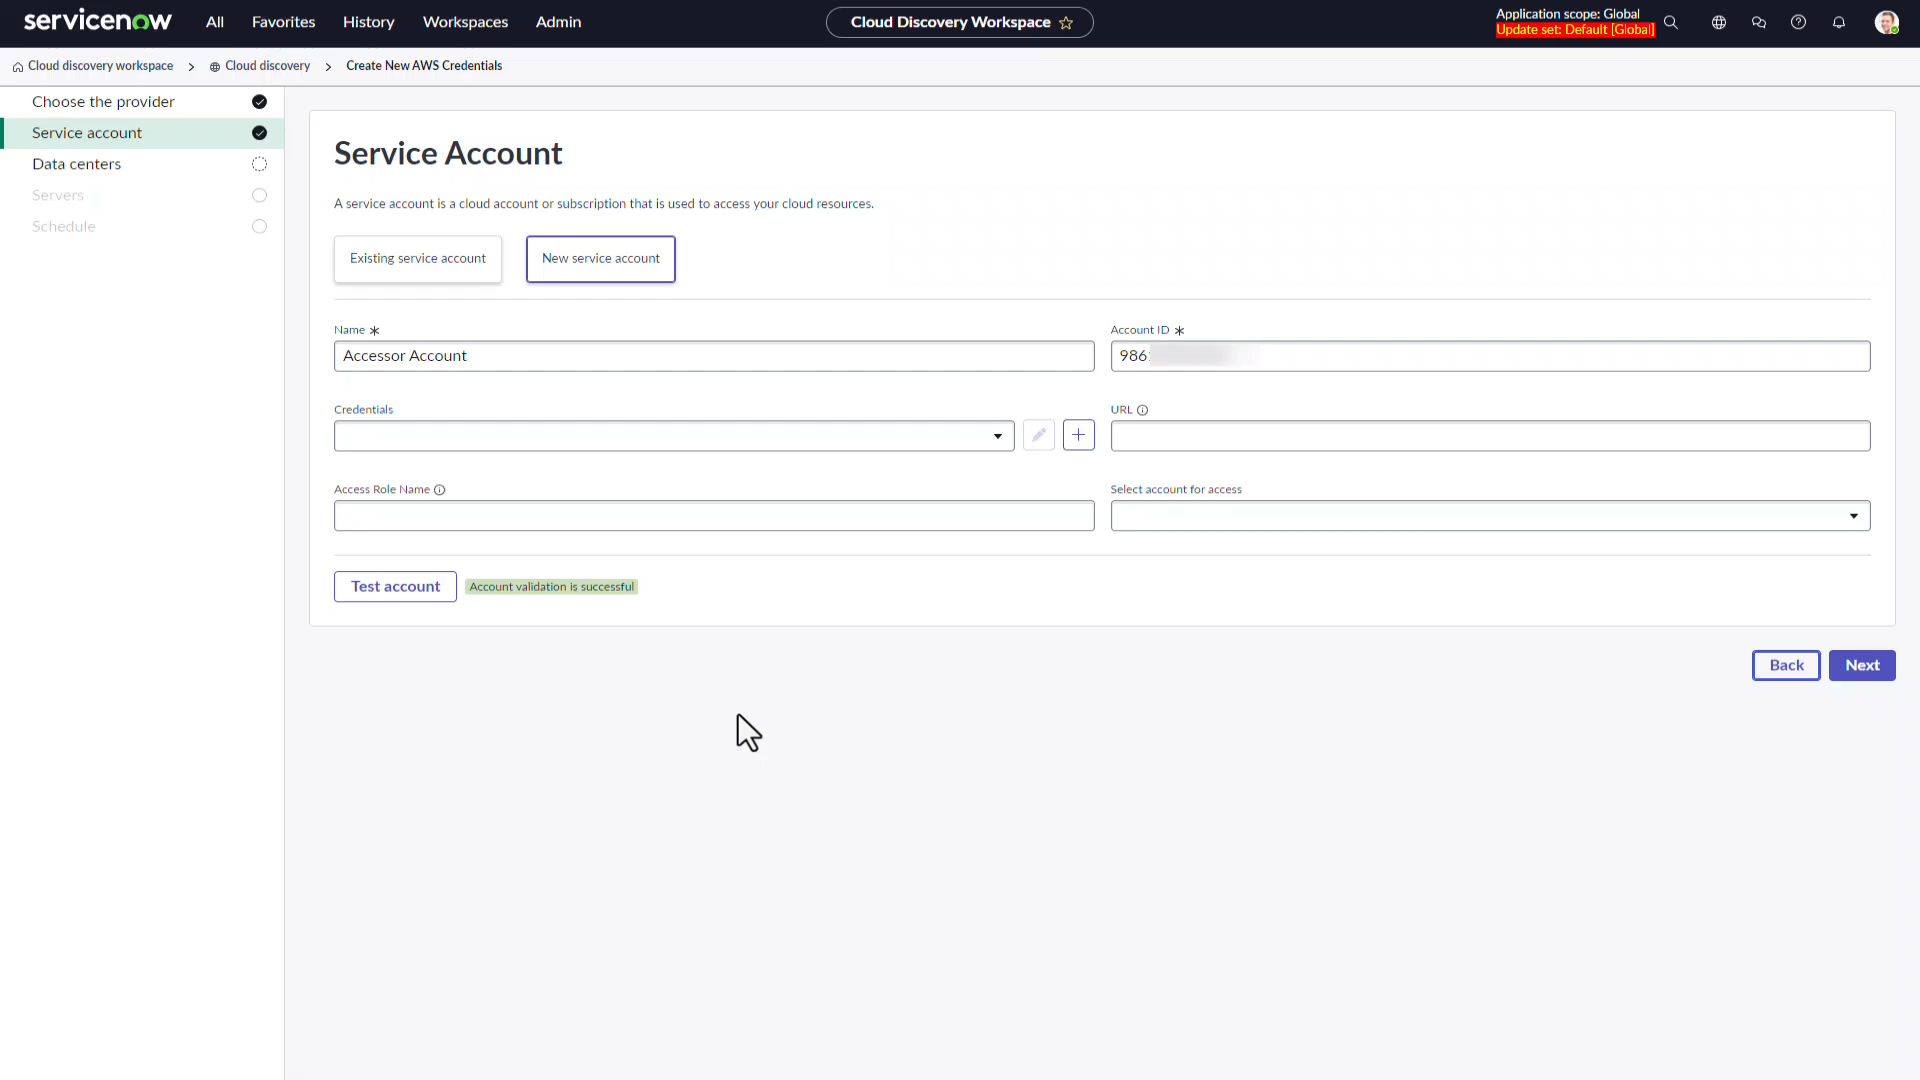 servicenow All Favorites History Workspaces Admin Cloud Discovery Workspace Application scope: Global
Update set: Default [Global]
Cloud discovery workspace > Cloud discovery > Create New AWS Credentials
Choose the provider
Service account
Data centers
Servers
Schedule
Service Account
A service account is a cloud account or subscription that is used to access your cloud resources.
Existing service account New service account
Name * Account ID *
Accessor Account 986
Credentials URL
Access Role Name Select account for access
Test account Account validation is successful
Back Next